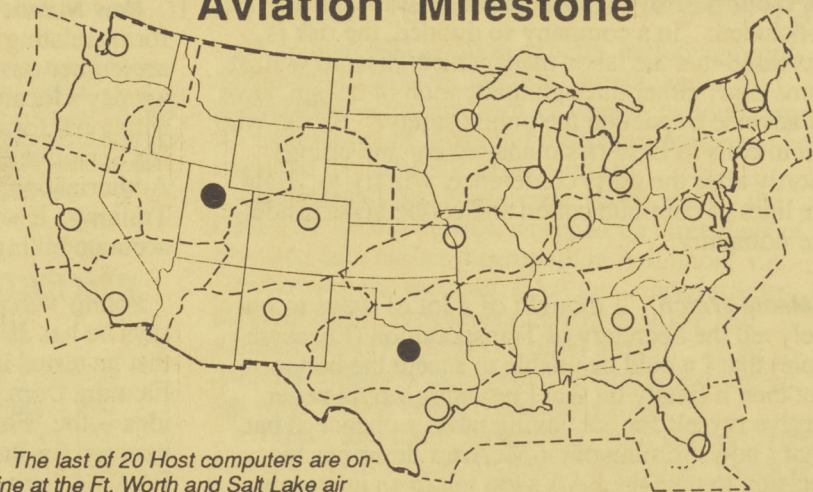 Aviation Milestone
The last of 20 Host computers are on-
line at the Ft. Worth and Salt Lake air